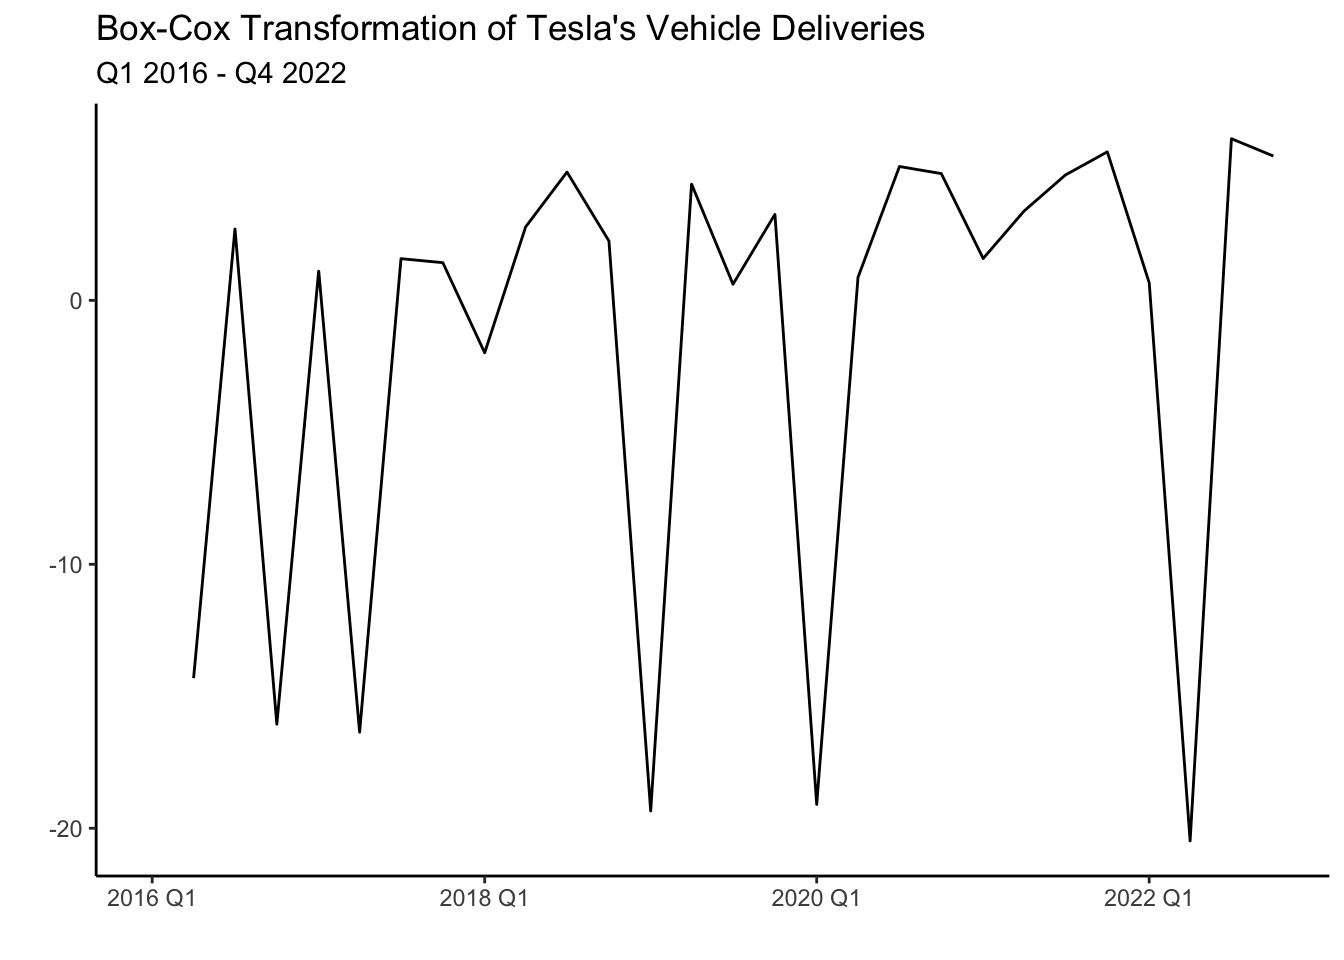 Box-Cox Transformation of Tesla's Vehicle Deliveries
Q1 2016 - Q4 2022
0
-10
-20
2016 Q1
2018 Q1
2020 Q1
2022 Q1